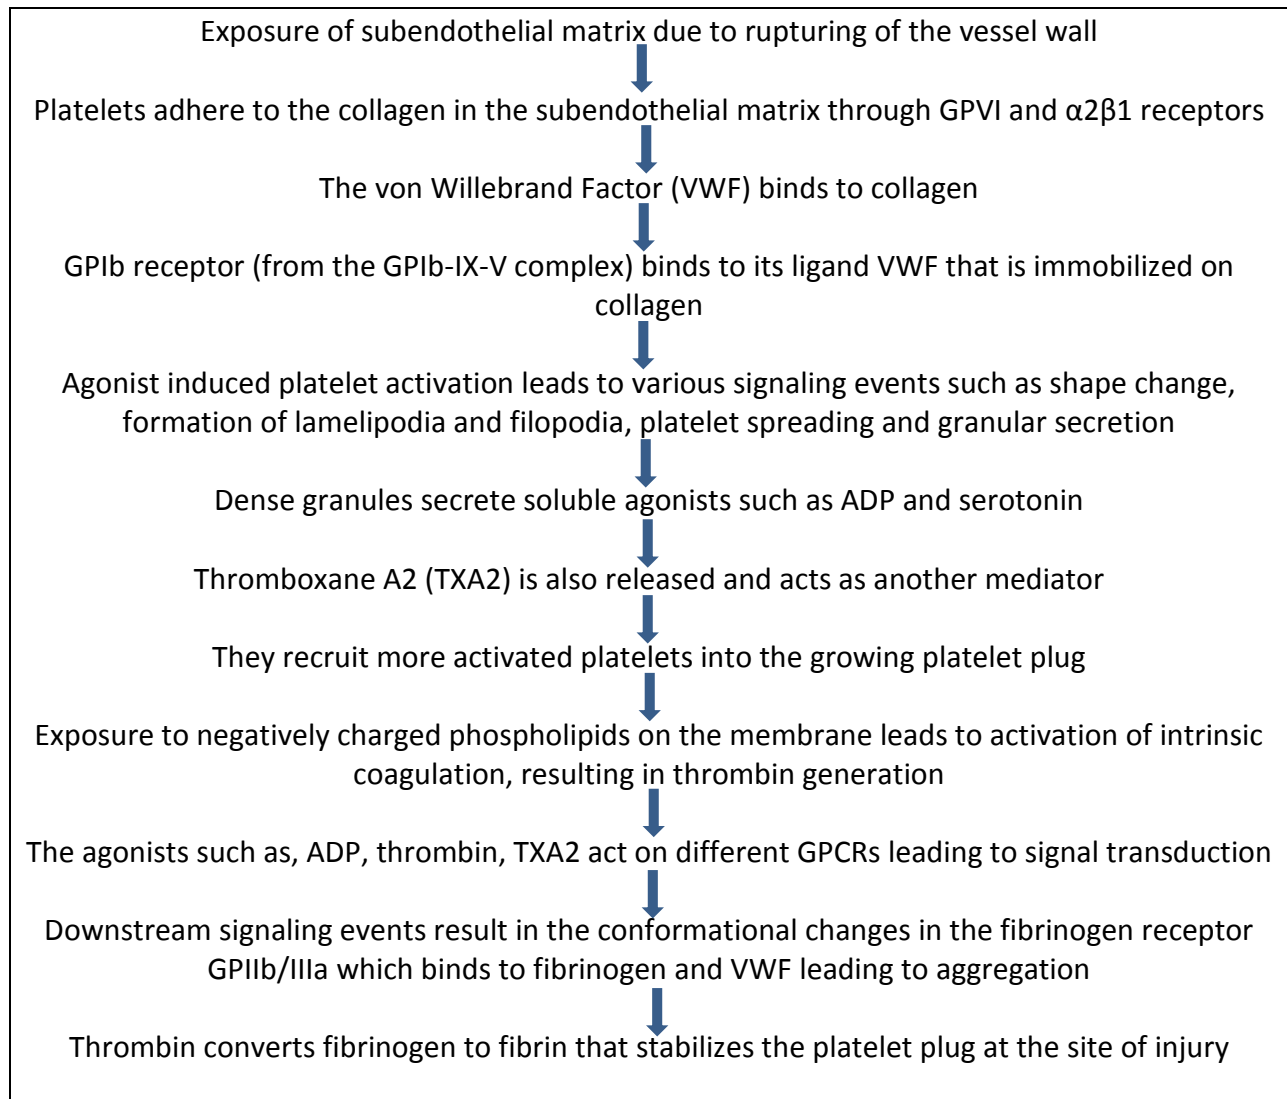 Exposure of subendothelial matrix due to rupturing of the vessel wall
Platelets adhere to the collagen in the subendothelial matrix through GPVI and α2β1 receptors
The von Willebrand Factor (VWF) binds to collagen
GPIb receptor (from the GPIb-IX-V complex) binds to its ligand VWF that is immobilized on
collagen
Agonist induced platelet activation leads to various signaling events such as shape change,
formation of lamelipodia and filopodia, platelet spreading and granular secretion
Dense granules secrete soluble agonists such as ADP and serotonin
Thromboxane A2 (TXA2) is also released and acts as another mediator
They recruit more activated platelets into the growing platelet plug
Exposure to negatively charged phospholipids on the membrane leads to activation of intrinsic
coagulation, resulting in thrombin generation
The agonists such as, ADP, thrombin, TXA2 act on different GPCRs leading to signal transduction
Downstream signaling events result in the conformational changes in the fibrinogen receptor
GPIIb/IIIa which binds to fibrinogen and VWF leading to aggregation
Thrombin converts fibrinogen to fibrin that stabilizes the platelet plug at the site of injury